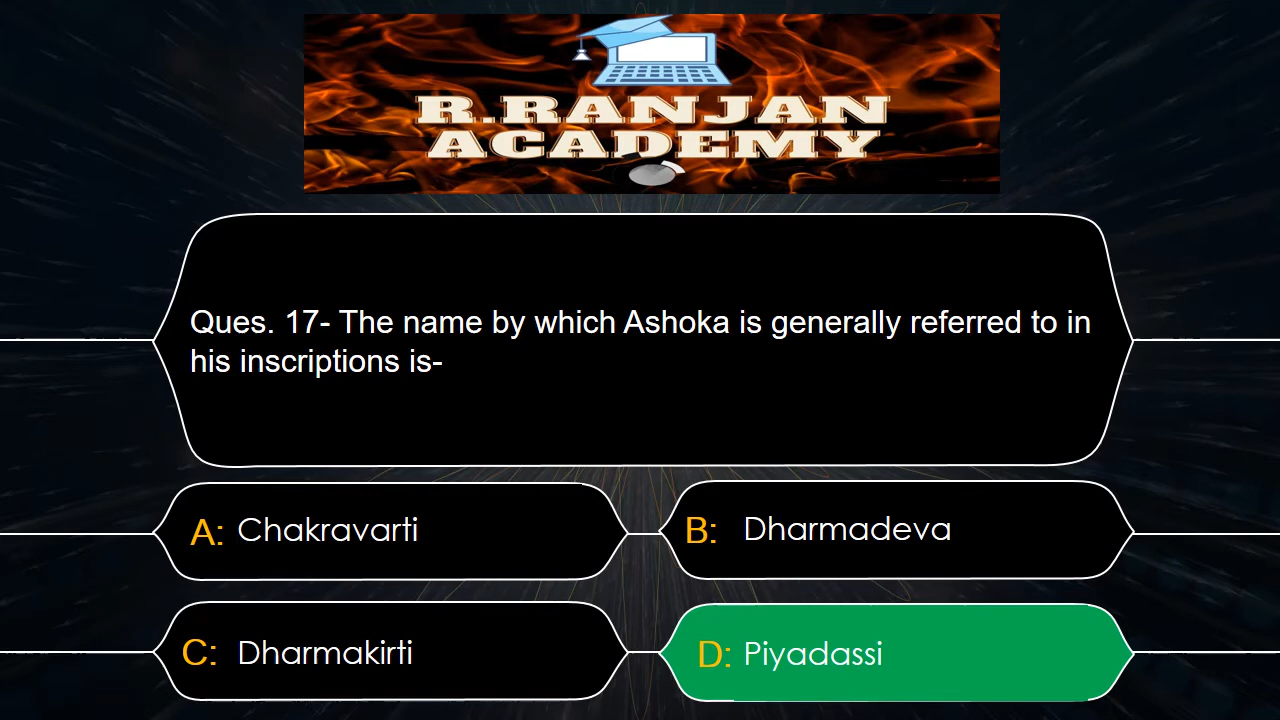 R.RANJAN
ACADEMY
Ques. 17- The name by which Ashoka is generally referred to in
his inscriptions is-
A: Chakravarti
B: Dharmadeva
C: Dharmakirti
D: Piyadassi